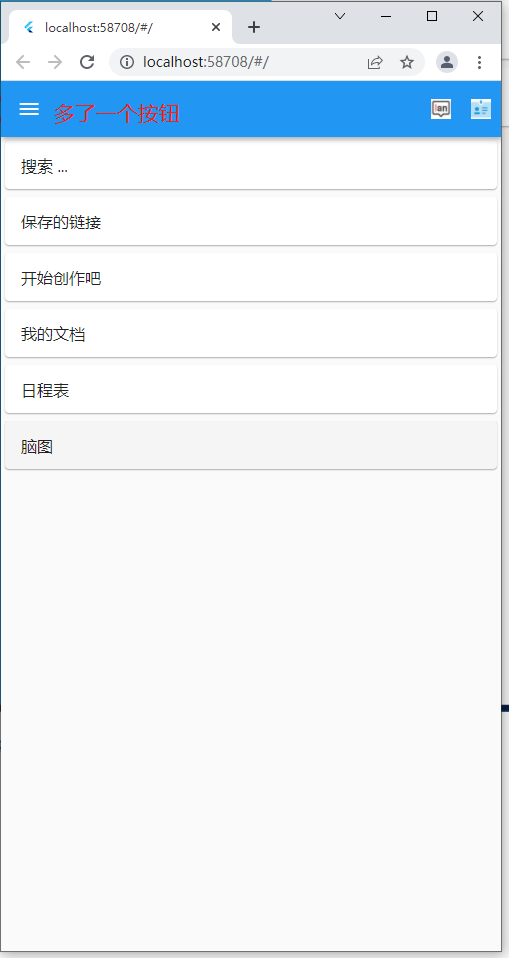 localhost:58708/#/
localhost:58708/#/
多了一个按钮
an
搜索 ...
保存的链接
开始创作吧
我的文档
日程表
脑图